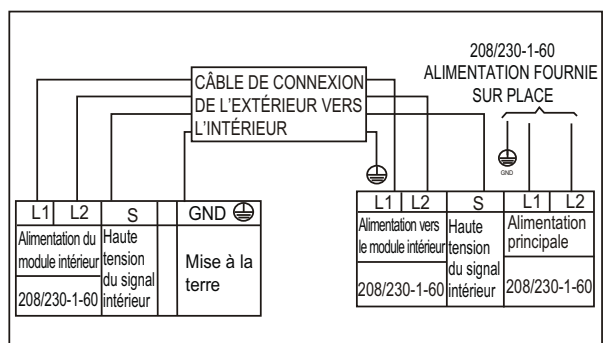 208/230-1-60
ALIMENTATION FOURNIE
SUR PLACE
CÂBLE DE CONNEXION
DE L'EXTÉRIEUR VERS
L'INTÉRIEUR
GND
L1 L2 S GND
Alimentation du
module intérieur
208/230-1-60
Haute
tension
du signal
intérieur
Mise à la
terre
L1 L2 S L1 L2
Alimentation vers
le module intérieur
208/230-1-60
Haute
tension
du signal
intérieur
Alimentation
principale
208/230-1-60